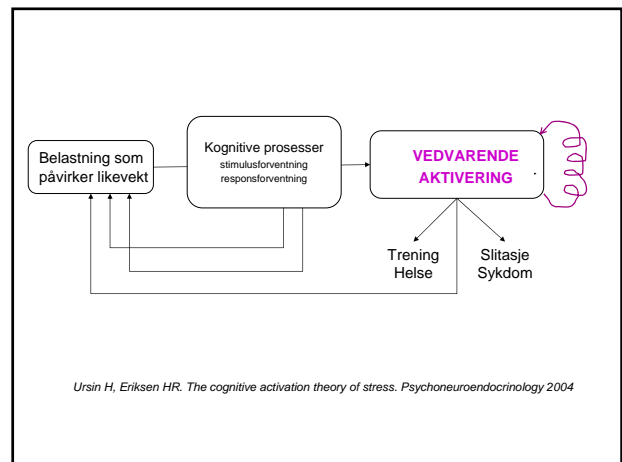 Belastning som
påvirker likevekt
Kognitive prosesser
stimulusforventning
responsforventning
VEDVARENDE
AKTIVERING
Trening
Helse
Slitasje
Sykdom
Ursin H, Eriksen HR. The cognitive activation theory of stress. Psychoneuroendocrinology 2004